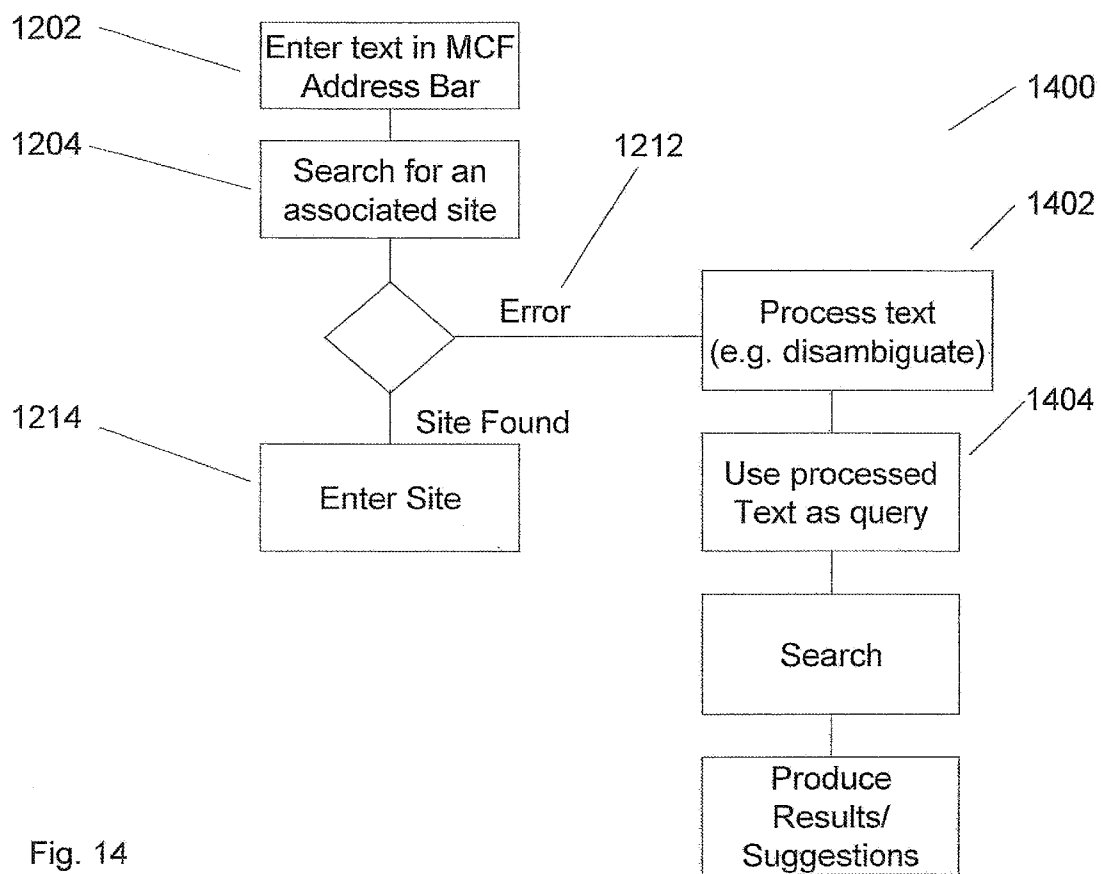 1202
Enter text in MCF
Address Bar
1400
1204
Search for an
associated site
1212
1402
Error
Process text
(e.g. disambiguate)
1214
Site Found
1404
Enter Site
Use processed
Text as query
Search
Produce
Results/
Suggestions
Fig. 14